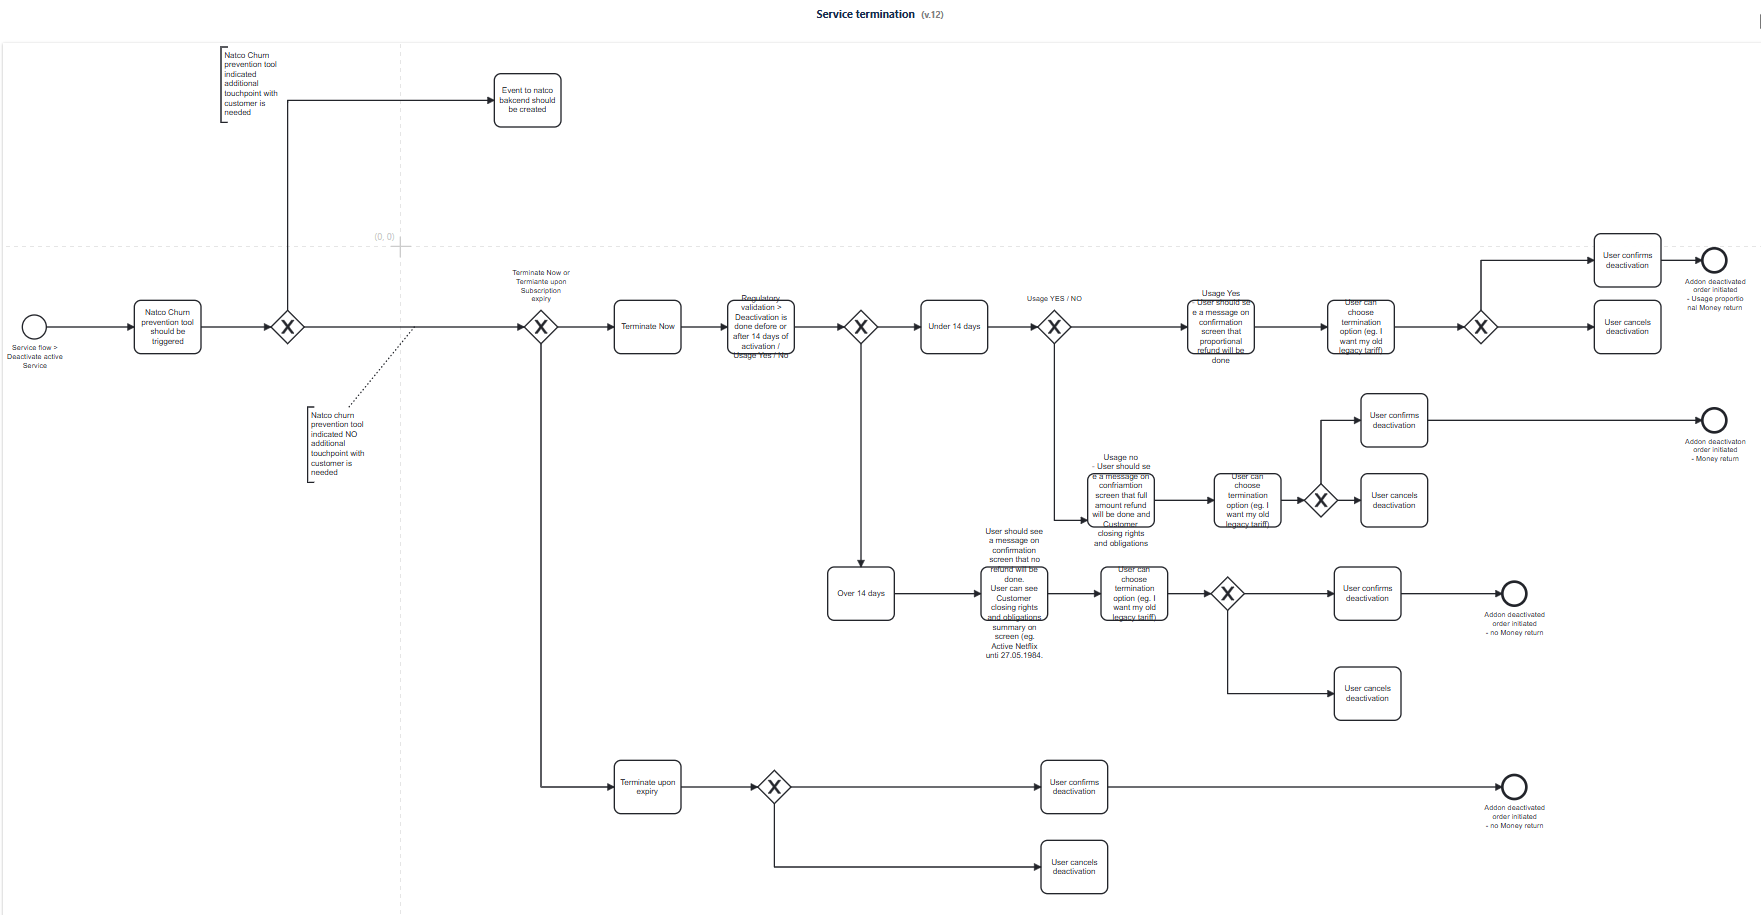 Service termination (v.12)
Natco Churn
prevention tool
indicated
additional
touchpoint with
customer is
needed
Event to natco
bakcend should
be created
(0, 0)
Service flow >
Deactivate active
Service
Natco Churn
prevention tool
should be
triggered
X
Natco churn
prevention tool
indicated NO
additional
touchpoint with
customer is
needed
Terminate Now or
Termiante upon
Subscription
expiry
X
Terminate Now
Regulatory
validation >
Deactivation is
done defore or
after 14 days of
activation /
Usage Yes / No
X
Under 14 days
Usage YES / NO
X
Usage Yes
- User should se
e a message on
confirmation
screen that
proportional
refund will be
done
User can
choose
termination
option (eg. I
want my old
legacy tariff)
X
User confirms
deactivation
Addon deactivated
order initiated
- Usage proportio
nal Money return
User cancels
deactivation
Usage no
- User should se
e a message on
confriamtion
screen that full
amount refund
will be done and
Customer
closing rights
and obligations
User can
choose
termination
option (eg. I
want my old
legacy tariff)
X
User confirms
deactivation
Addon deactivaton
order initiated
- Money return
User cancels
deactivation
Over 14 days
User should see
a message on
confirmation
screen that no
refund will be
done.
User can see
Customer
closing rights
and obligations
summary on
screen (eg.
Active Netflix
unti 27.05.1984.
User can
choose
termination
option (eg. I
want my old
legacy tariff)
X
User confirms
deactivation
Addon deactivated
order initiated
- no Money return
User cancels
deactivation
Terminate upon
expiry
X
User confirms
deactivation
Addon deactivated
order initiated
- no Money return
User cancels
deactivation